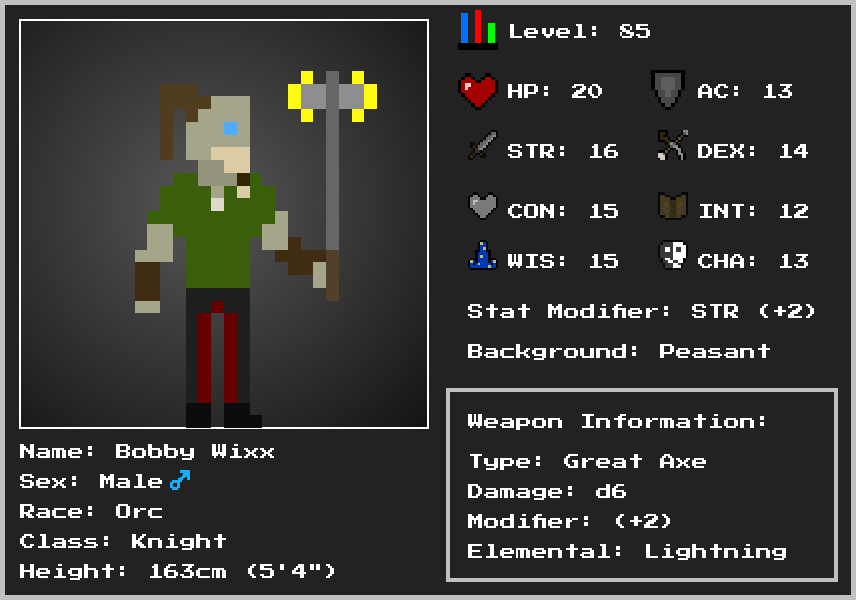 Level: 85
HP: 20
AC: 13
STR: 16
DEX: 14
CON: 15
INT: 12
WIS: 15
CHA: 13
Stat Modifier: STR (+2)
Background: Peasant
Weapon Information:
Type: Great Axe
Damage: d6
Modifier: (+2)
Elemental: Lightning
Name: Bobby Wixx
Sex: Male♂
Race: Orc
Class: Knight
Height: 163cm (5'4")